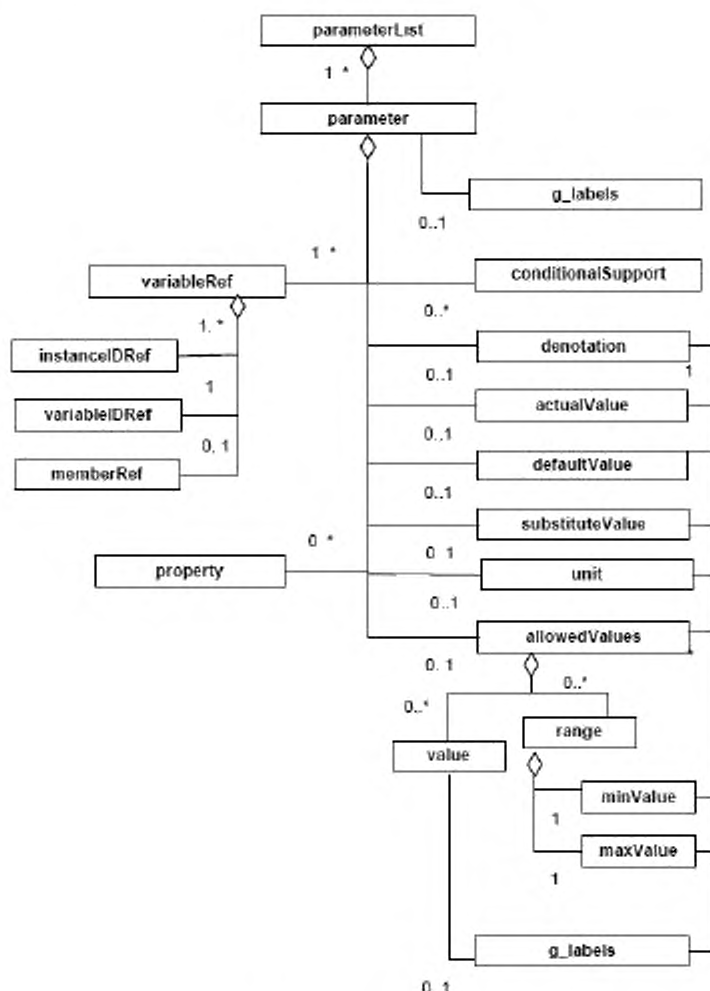 parameterList
1 *
parameter
g_labels
0..1
1 *
variableRef
conditionalSupport
0..*
1. *
instanceIDRef
denotation
1
0..1
1
variableIDRef
actualValue
0..1
0, 1
memberRef
defaultValue
0..1
substituteValue
0 *
0 1
property
unit
0..1
allowedValues
0. 1
0..*
0..*
range
value
minValue
1
maxValue
1
g_labels
0. 1